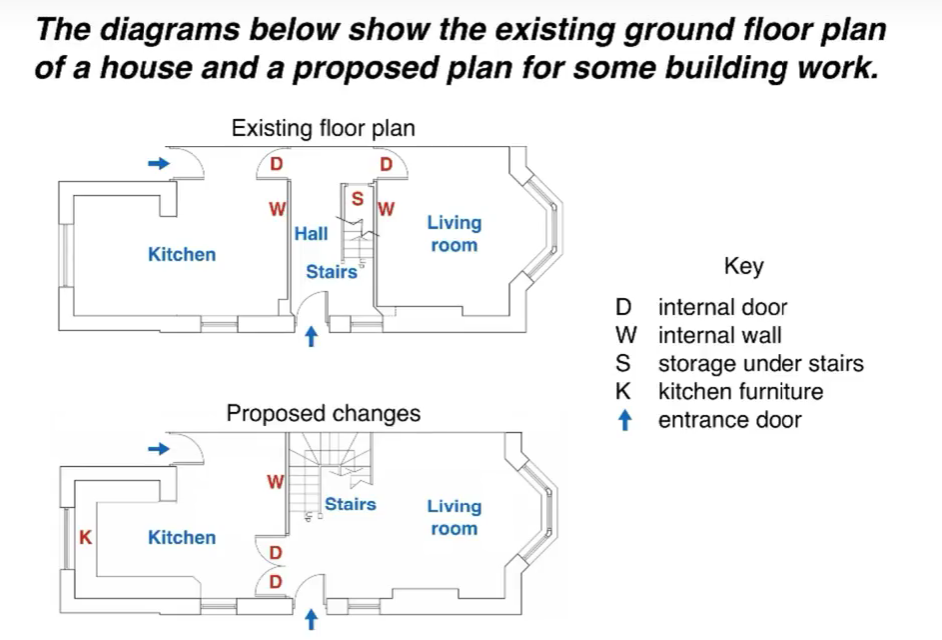 The diagrams below show the existing ground floor plan
of a house and a proposed plan for some building work.
Existing floor plan
D
D
W
S
W
Hall
Living
room
Kitchen
Stairs
up
Key
D internal door
W internal wall
S storage under stairs
K kitchen furniture
entrance door
Proposed changes
W
Stairs
Living
room
up
K
Kitchen
D
D